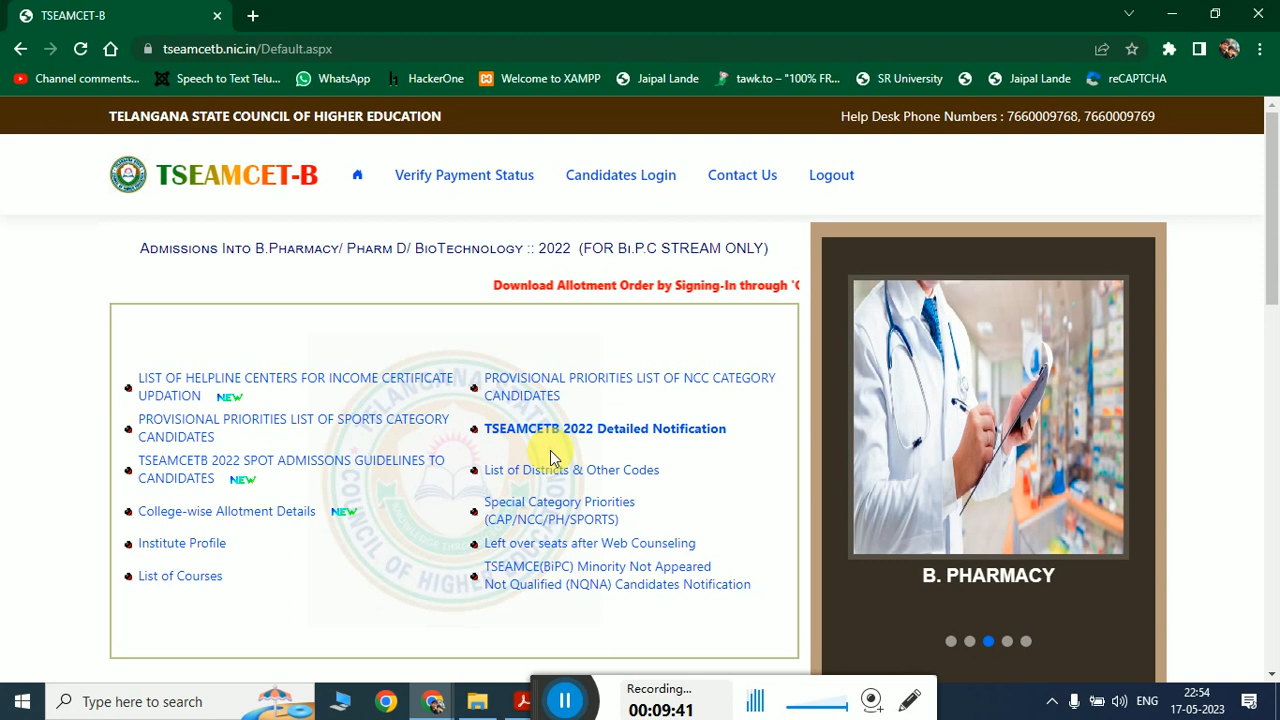 TSEAMCET-B
tseamcetb.nic.in/Default.aspx
Channel comments... Speech to Text Telu... WhatsApp HackerOne Welcome to XAMPP Jaipal Lande tawk.to – "100% FR... SR University Jaipal Lande reCAPTCHA
TELANGANA STATE COUNCIL OF HIGHER EDUCATION
Help Desk Phone Numbers : 7660009768, 7660009769
TSEAMCET-B
Verify Payment Status Candidates Login Contact Us Logout
Admissions Into B.Pharmacy/ Pharm D/ BioTechnology :: 2022 (FOR Bi.P.C STREAM ONLY)
Download Allotment Order by Signing-In through 'C
LIST OF HELPLINE CENTERS FOR INCOME CERTIFICATE
UPDATION NEW
PROVISIONAL PRIORITIES LIST OF SPORTS CATEGORY
CANDIDATES
TSEAMCETB 2022 SPOT ADMISSONS GUIDELINES TO
CANDIDATES NEW
College-wise Allotment Details NEW
Institute Profile
List of Courses
PROVISIONAL PRIORITIES LIST OF NCC CATEGORY
CANDIDATES
TSEAMCETB 2022 Detailed Notification
List of Districts & Other Codes
Special Category Priorities
(CAP/NCC/PH/SPORTS)
Left over seats after Web Counseling
TSEAMCE(BiPC) Minority Not Appeared
Not Qualified (NQNA) Candidates Notification
B. PHARMACY
Type here to search
Recording...
00:09:41
ENG
22:54
17-05-2023